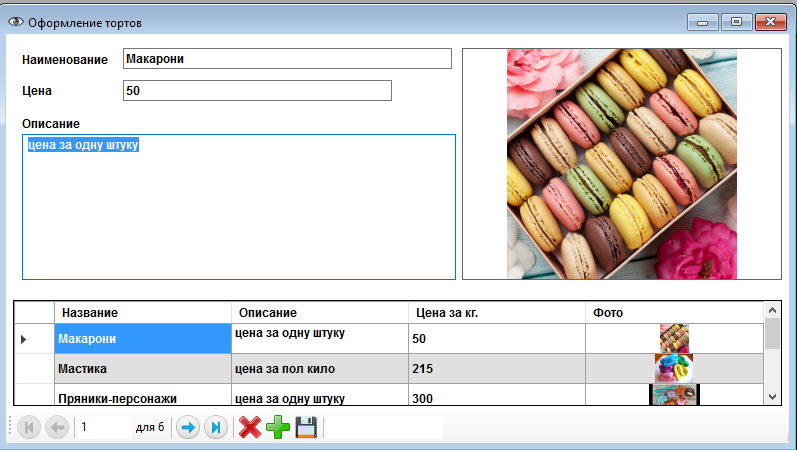 Оформление тортов
Наименование Макарони
Цена 50
Описание
цена за одну штуку
Название Описание Цена за кг. Фото
Макарони цена за одну штуку 50
Мастика цена за пол кило 215
Пряники-персонажи цена за одну штуку 300
1 для 6